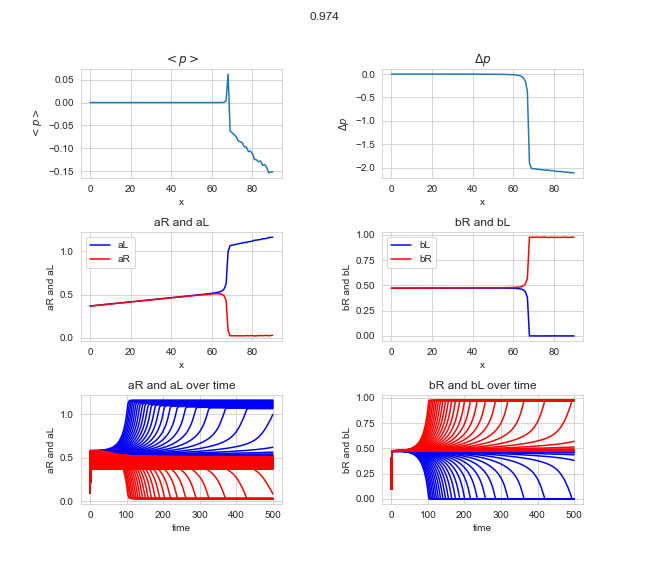 0.974
< p >
Δp
0.05
0.00
−0.05
−0.10
−0.15
< p >
0 20 40 60 80
x
0.0
−0.5
−1.0
−1.5
−2.0
Δp
0 20 40 60 80
x
aR and aL
bR and bL
aL
aR
1.0
0.5
0.0
aR and aL
0 20 40 60 80
x
bL
bR
1.00
0.75
0.50
0.25
0.00
bR and bL
0 20 40 60 80
x
aR and aL over time
bR and bL over time
1.0
0.5
0.0
aR and aL
0 100 200 300 400 500
time
1.00
0.75
0.50
0.25
0.00
bR and bL
0 100 200 300 400 500
time